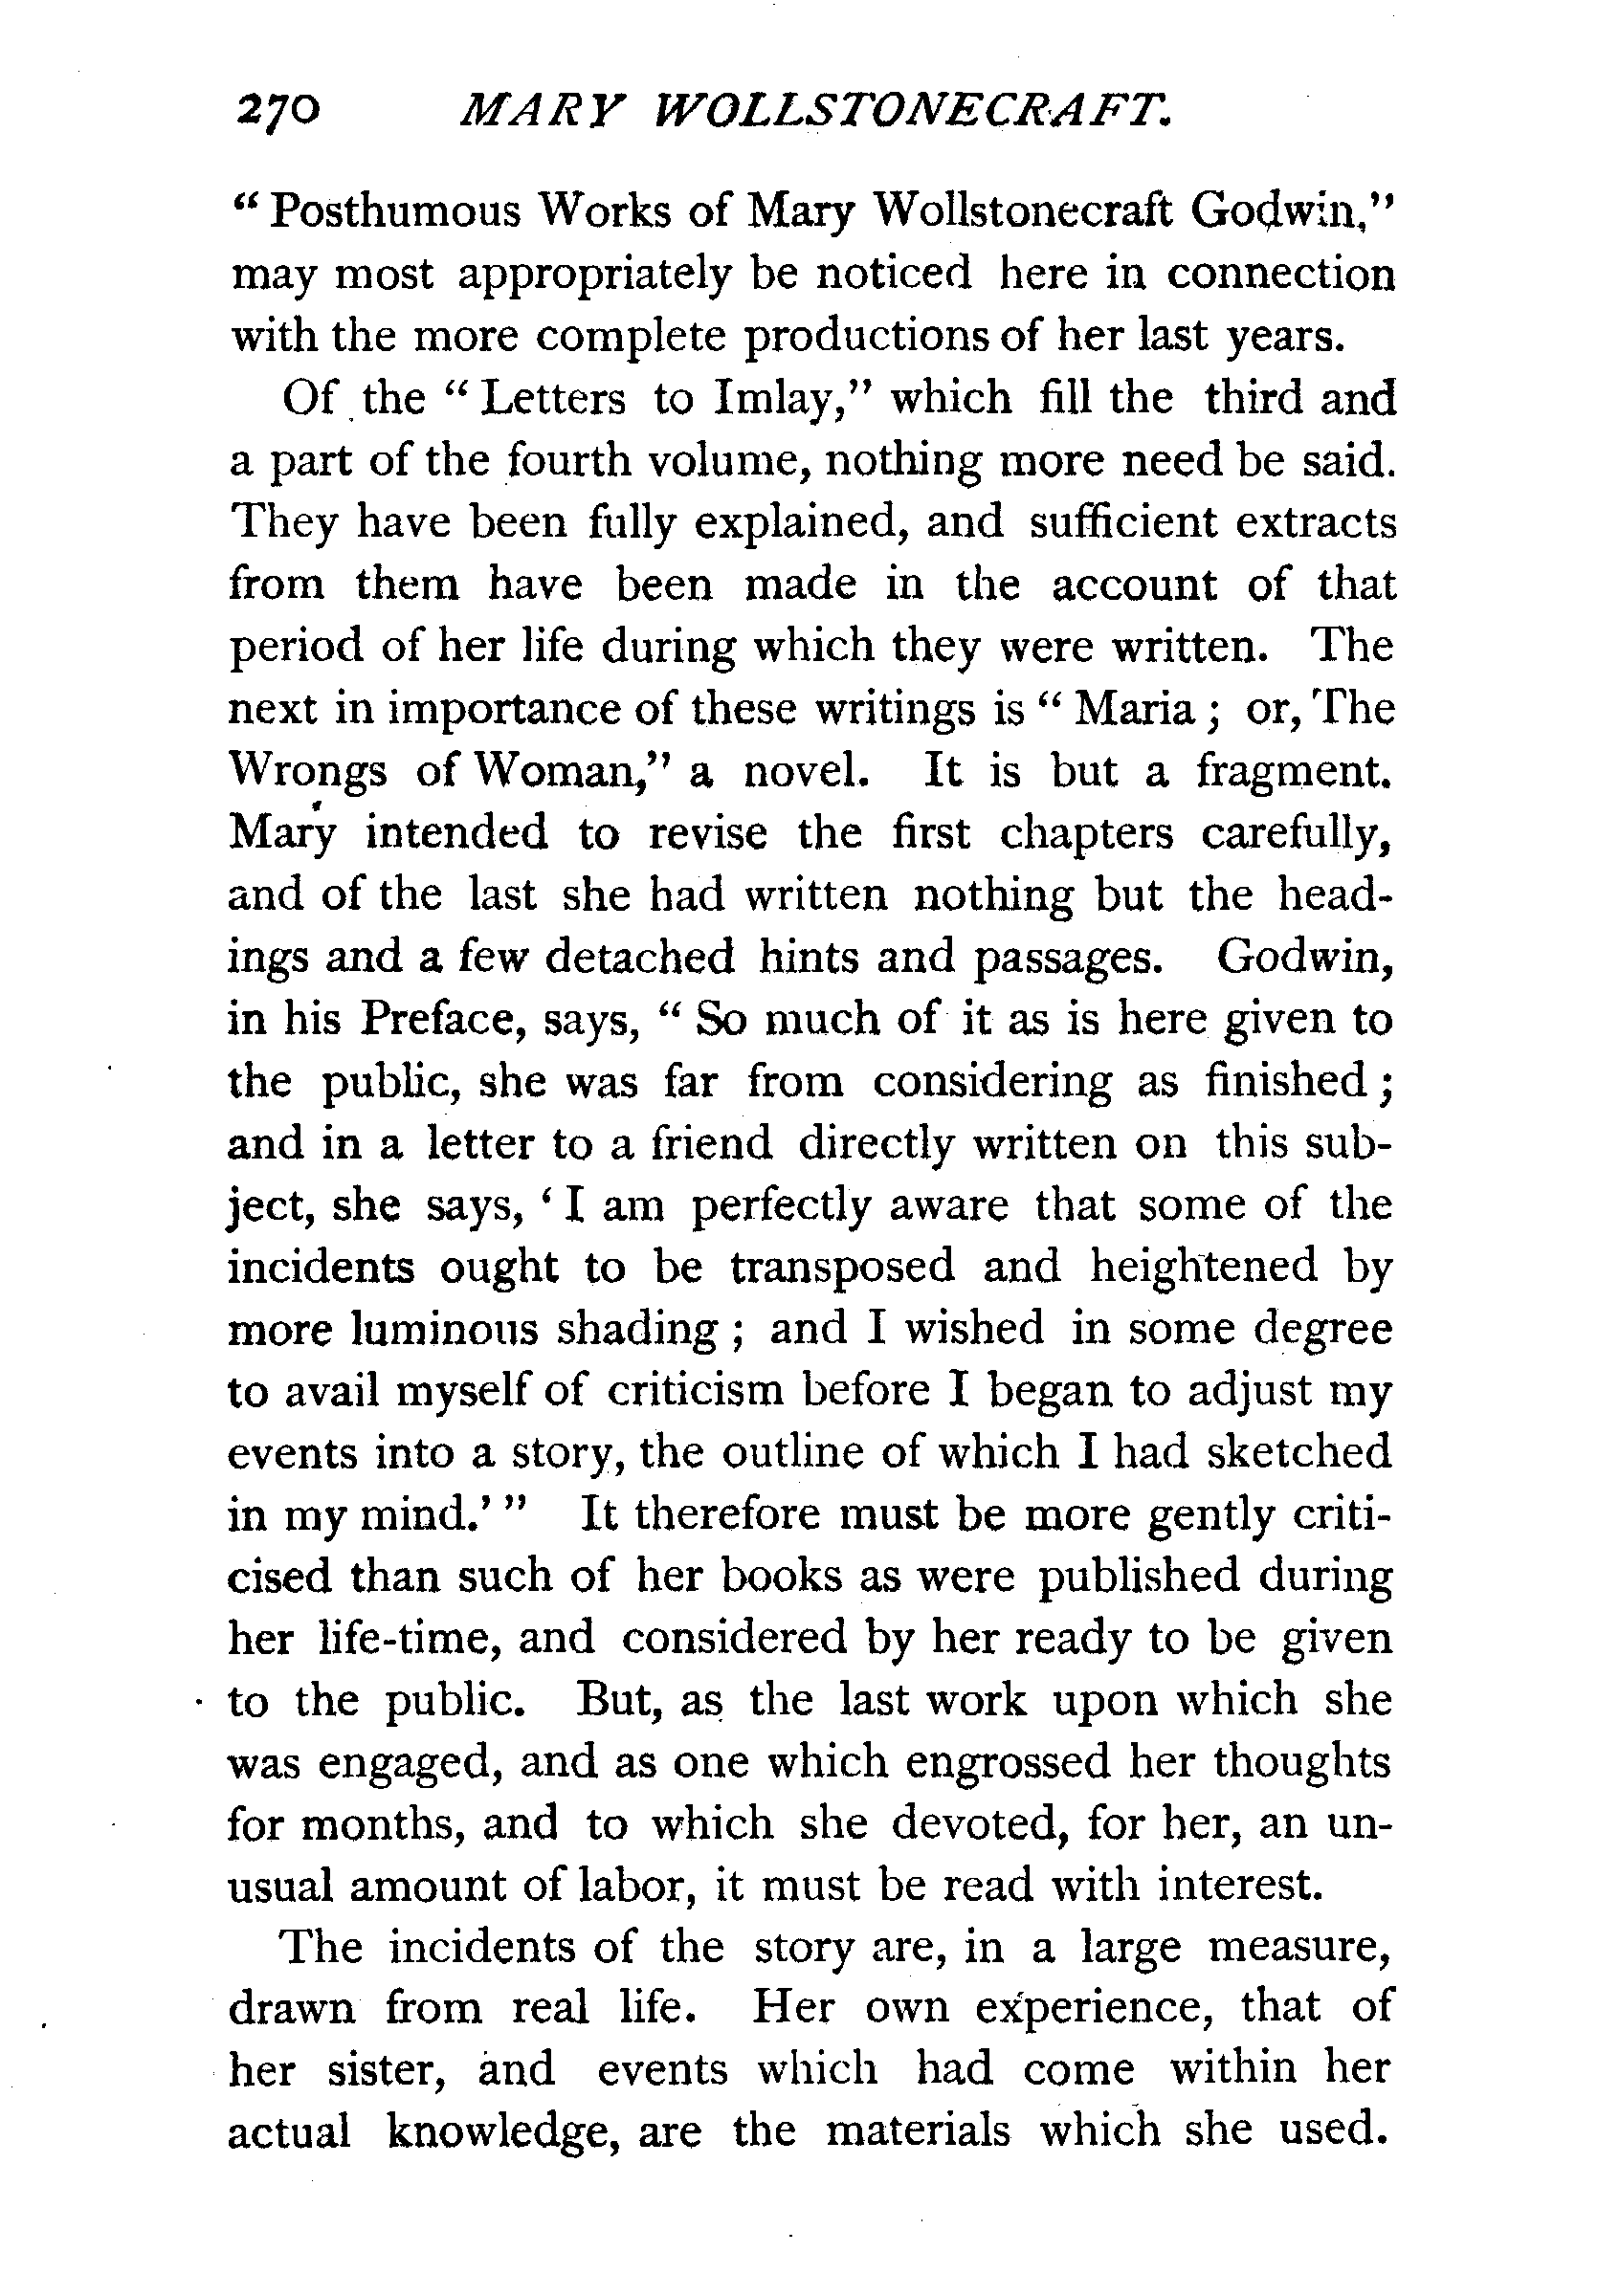 270 MARY WOLLSTONECRAFT.
“Posthumous Works of Mary Wollstonecraft Godwin,”
may most appropriately be noticed here in connection
with the more complete productions of her last years.
Of the “Letters to Imlay,” which fill the third and
a part of the fourth volume, nothing more need be said.
They have been fully explained, and sufficient extracts
from them have been made in the account of that
period of her life during which they were written. The
next in importance of these writings is “Maria; or, The
Wrongs of Woman,” a novel. It is but a fragment.
Mary intended to revise the first chapters carefully,
and of the last she had written nothing but the head-
ings and a few detached hints and passages. Godwin,
in his Preface, says, “So much of it as is here given to
the public, she was far from considering as finished;
and in a letter to a friend directly written on this sub-
ject, she says, ‘I am perfectly aware that some of the
incidents ought to be transposed and heightened by
more luminous shading; and I wished in some degree
to avail myself of criticism before I began to adjust my
events into a story, the outline of which I had sketched
in my mind.’” It therefore must be more gently criti-
cised than such of her books as were published during
her life-time, and considered by her ready to be given
to the public. But, as the last work upon which she
was engaged, and as one which engrossed her thoughts
for months, and to which she devoted, for her, an un-
usual amount of labor, it must be read with interest.
The incidents of the story are, in a large measure,
drawn from real life. Her own experience, that of
her sister, and events which had come within her
actual knowledge, are the materials which she used.